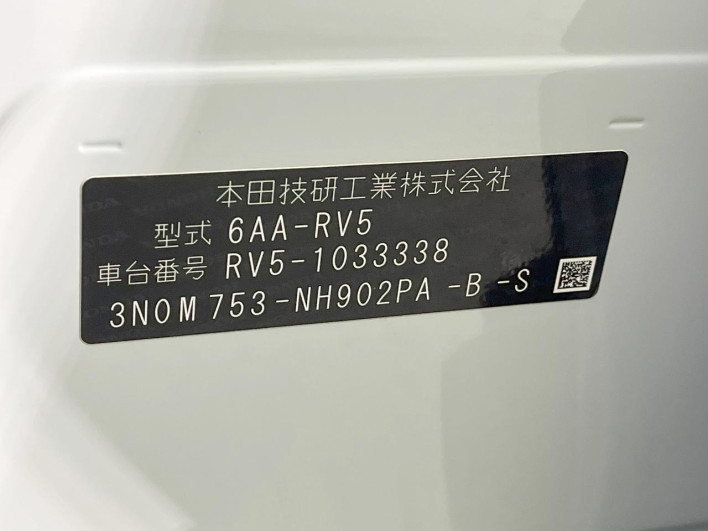 本田技研工業株式会社
型式 6AA-RV5
車台番号 RV5-1033338
3N0M 753-NH902PA -B -S